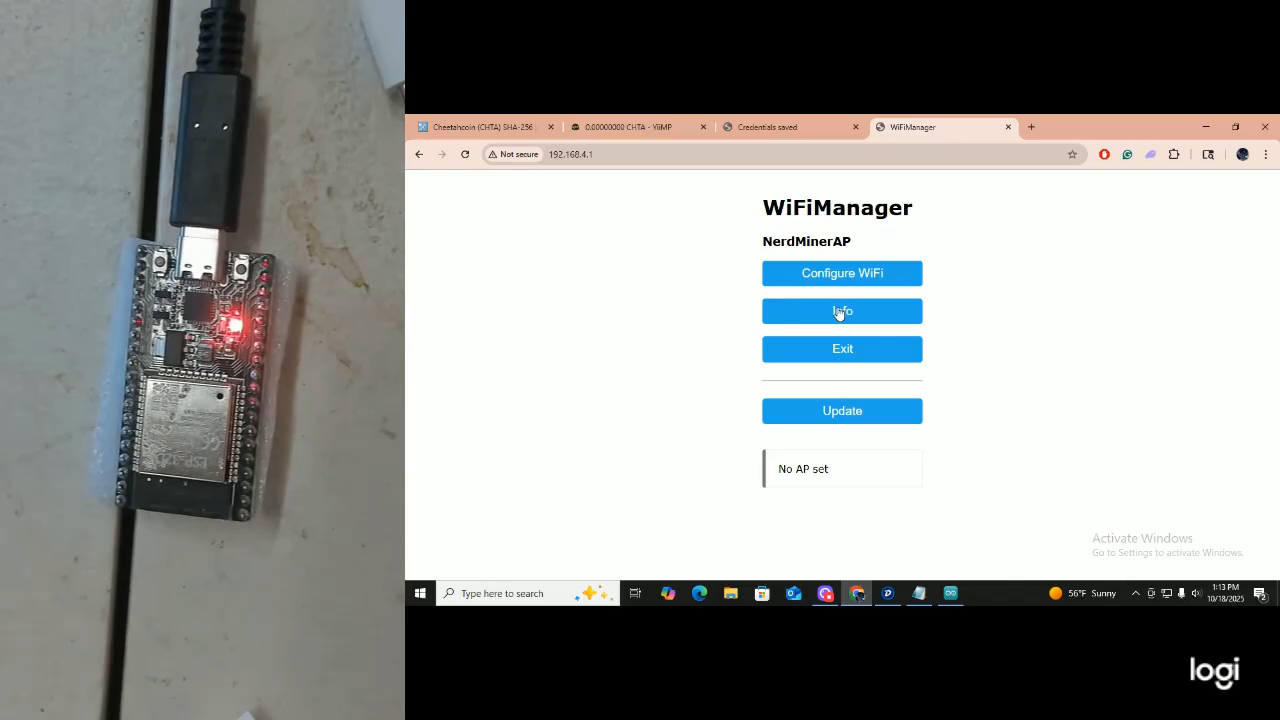 Cheetahcoin (CHTA) SHA-256
0.00000000 CHTA - YiiMP
Credentials saved
WiFiManager
Not secure
192.168.4.1
WiFiManager
NerdMinerAP
Configure WiFi
Info
Exit
Update
No AP set
Activate Windows
Go to Settings to activate Windows.
Type here to search
56°F Sunny
1:13 PM
10/18/2025
2
logi